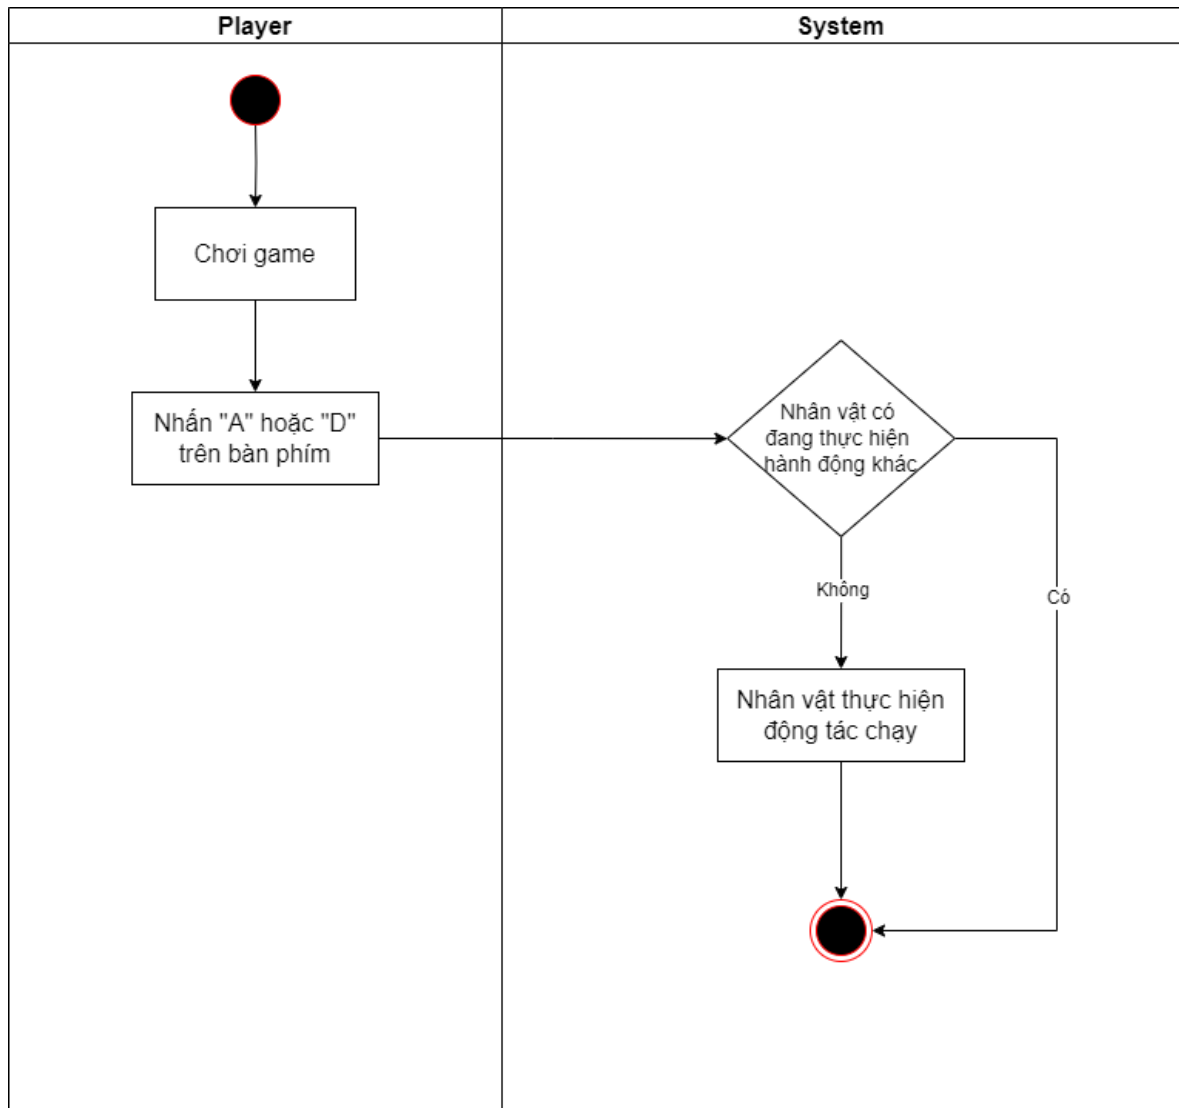 Player
System
Chơi game
Nhấn "A" hoặc "D"
trên bàn phím
Nhân vật có
đang thực hiện
hành động khác
Không
Có
Nhân vật thực hiện
động tác chạy